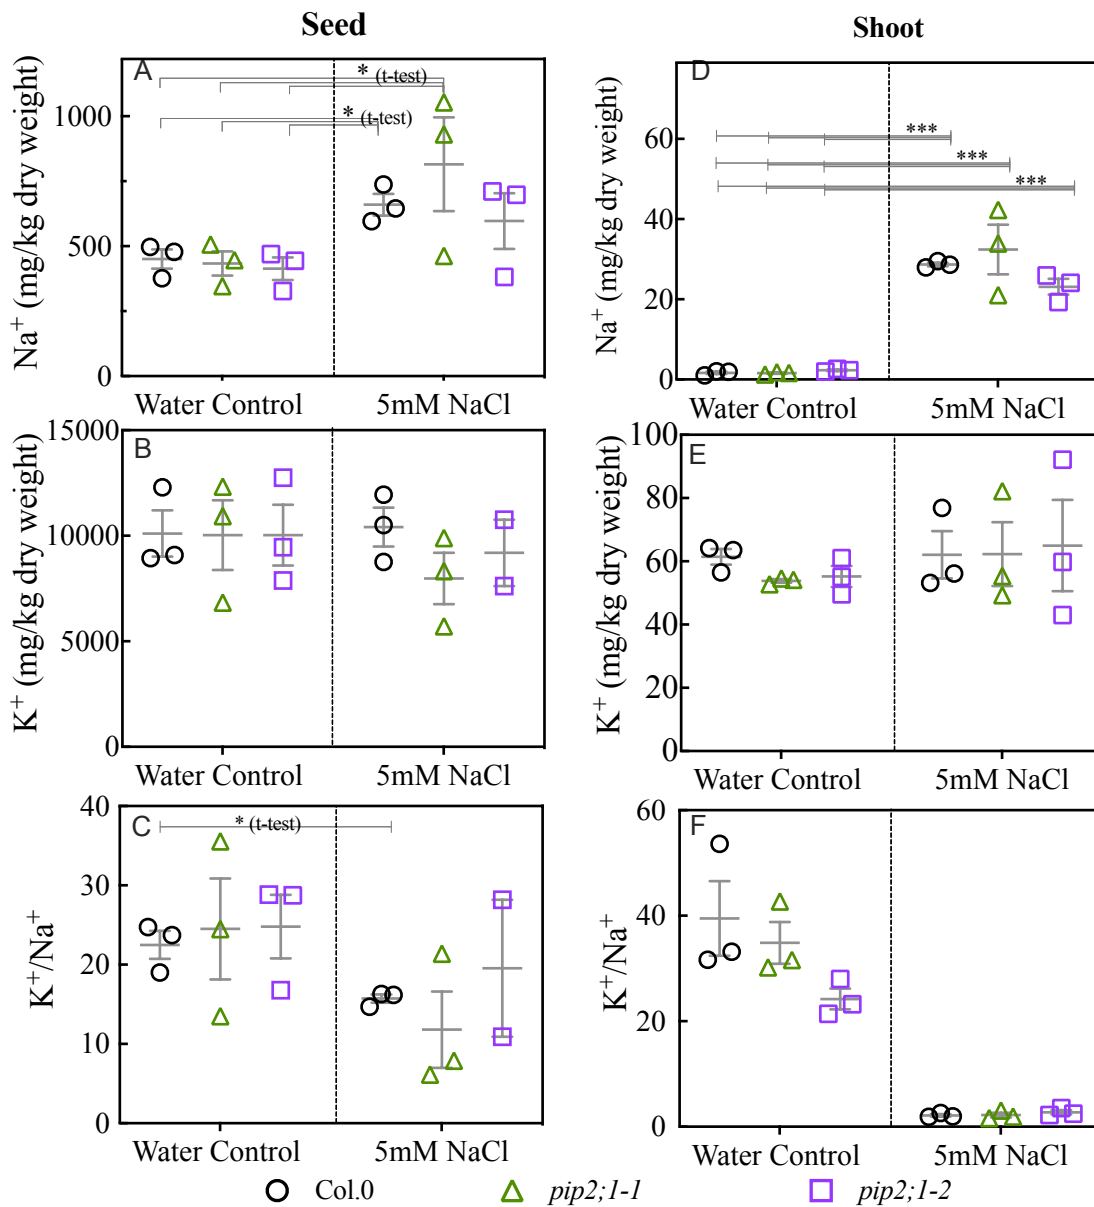 Seed
Shoot
A
Na⁺ (mg/kg dry weight)
1000
500
0
* (t-test)
* (t-test)
Water Control
5mM NaCl
D
Na⁺ (mg/kg dry weight)
60
40
20
0
***
***
***
Water Control
5mM NaCl
B
K⁺ (mg/kg dry weight)
15000
10000
5000
0
Water Control
5mM NaCl
E
K⁺ (mg/kg dry weight)
100
80
60
40
20
0
Water Control
5mM NaCl
C
K⁺/Na⁺
40
30
20
10
0
* (t-test)
Water Control
5mM NaCl
F
K⁺/Na⁺
60
40
20
0
Water Control
5mM NaCl
Col.0
pip2;1-1
pip2;1-2